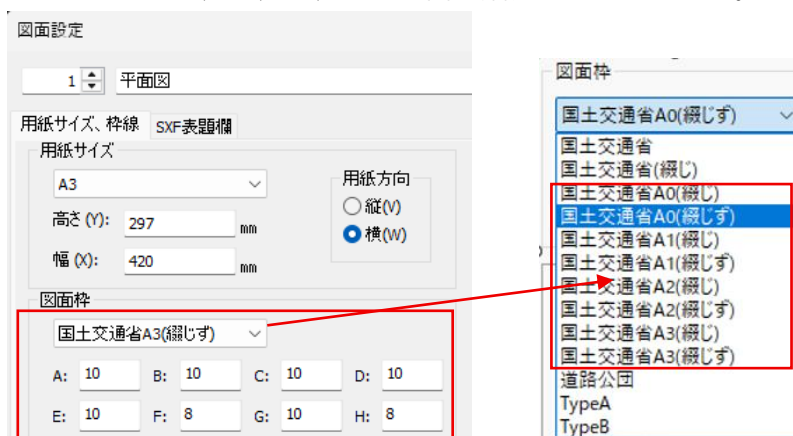 図面設定
1 平面図
用紙サイズ、枠線 SXF表題欄
用紙サイズ
A3
高さ(Y): 297 mm
幅(X): 420 mm
用紙方向
縦(V)
横(W)
図面枠
国土交通省A3(綴じず)
A: 10 B: 10 C: 10 D: 10
E: 10 F: 8 G: 10 H: 8
図面枠
国土交通省A0(綴じず)
国土交通省
国土交通省(綴じ)
国土交通省A0(綴じ)
国土交通省A0(綴じず)
国土交通省A1(綴じ)
国土交通省A1(綴じず)
国土交通省A2(綴じ)
国土交通省A2(綴じず)
国土交通省A3(綴じ)
国土交通省A3(綴じず)
道路公団
TypeA
TypeB